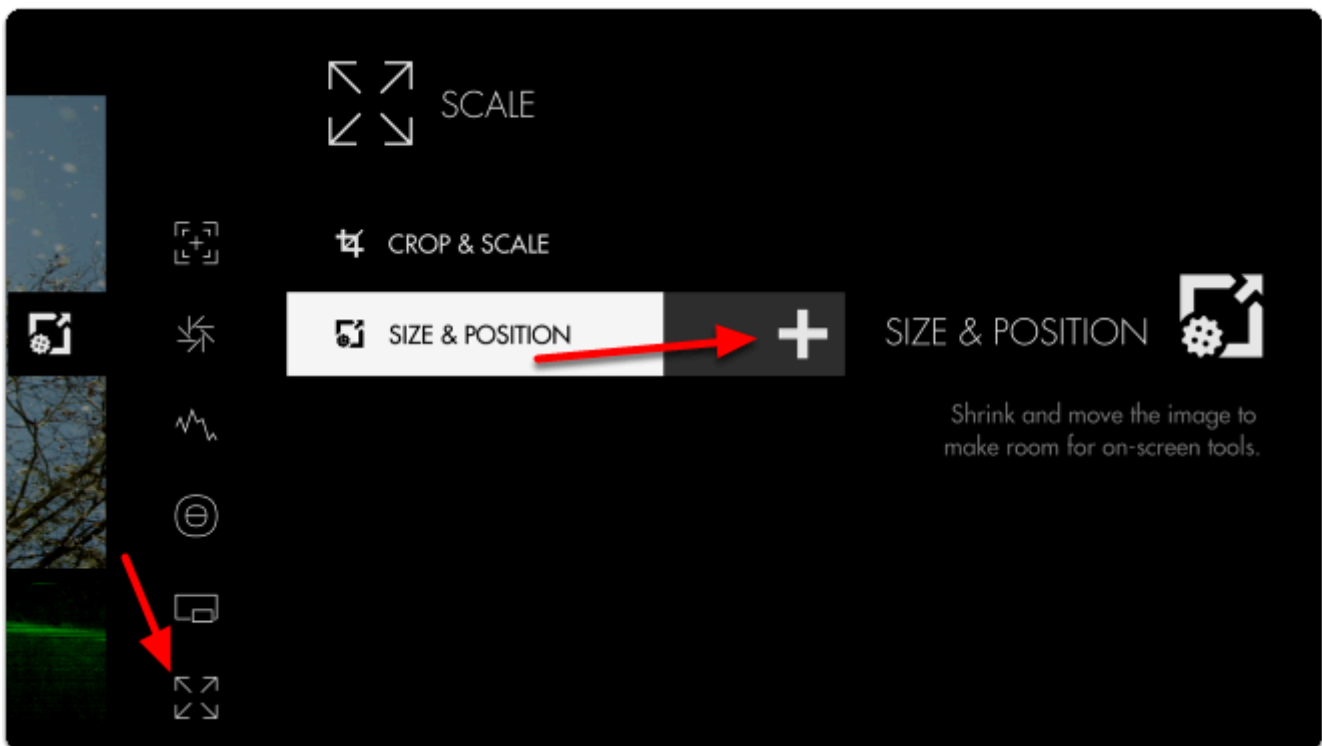 SCALE
CROP & SCALE
SIZE & POSITION
SIZE & POSITION
Shrink and move the image to
make room for on-screen tools.